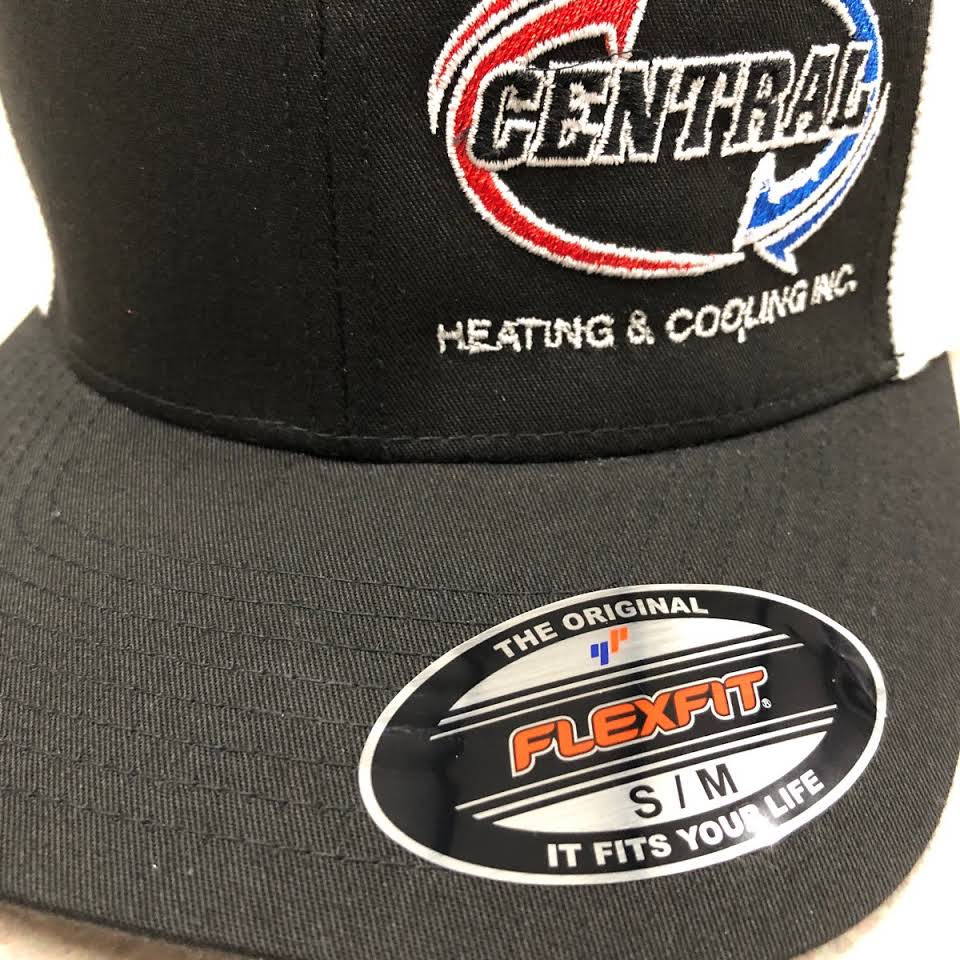 CENTRAL
HEATING & COOLING INC.
THE ORIGINAL
FLEXFIT®
S / M
IT FITS YOUR LIFE